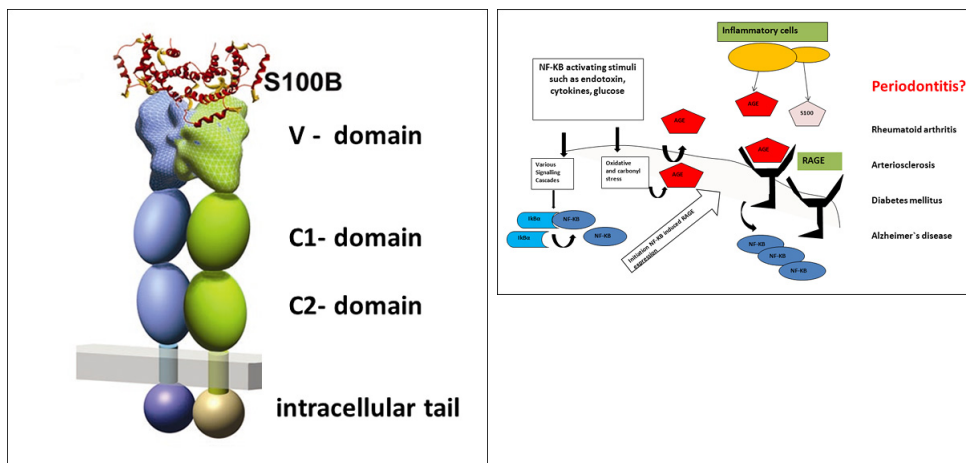 S100B
V - domain
C1- domain
C2- domain
intracellular tail
Inflammatory cells
NF-KB activating stimuli
such as endotoxin,
cytokines, glucose
AGE
S100
Periodontitis?
AGE
Rheumatoid arthritis
AGE
RAGE
Various
Signalling
Cascades
Oxidative
and carbonyl
stress
AGE
Arteriosclerosis
Diabetes mellitus
IkBα
NF-KB
IkBα
NF-KB
Initiation NF-KB induced RAGE
expression
Alzheimer`s disease
NF-KB
NF-KB
NF-KB